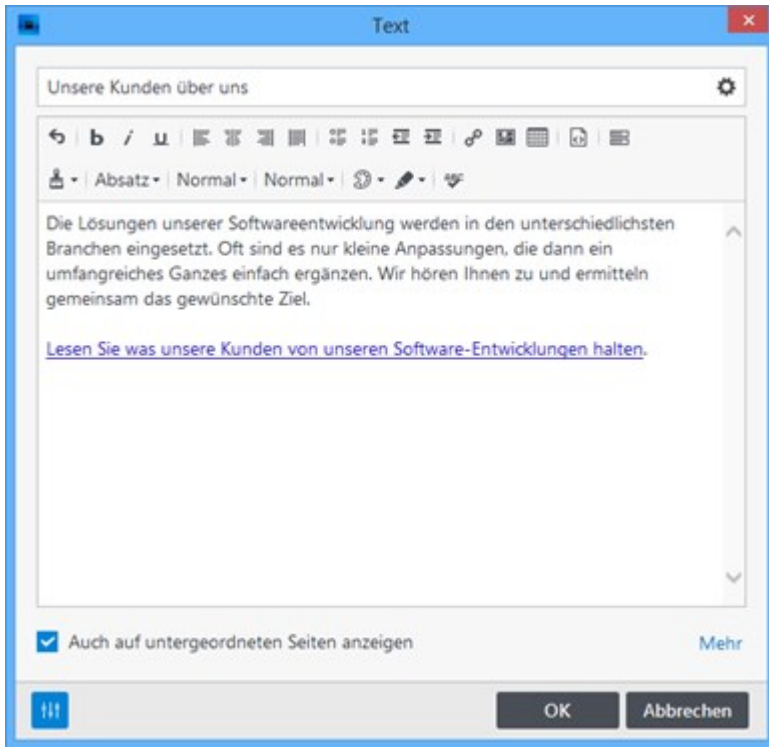 Text
Unsere Kunden über uns
b i u
Absatz Normal Normal
Die Lösungen unserer Softwareentwicklung werden in den unterschiedlichsten
Branchen eingesetzt. Oft sind es nur kleine Anpassungen, die dann ein
umfangreiches Ganzes einfach ergänzen. Wir hören Ihnen zu und ermitteln
gemeinsam das gewünschte Ziel.
Lesen Sie was unsere Kunden von unseren Software-Entwicklungen halten.
Auch auf untergeordneten Seiten anzeigen
Mehr
OK Abbrechen